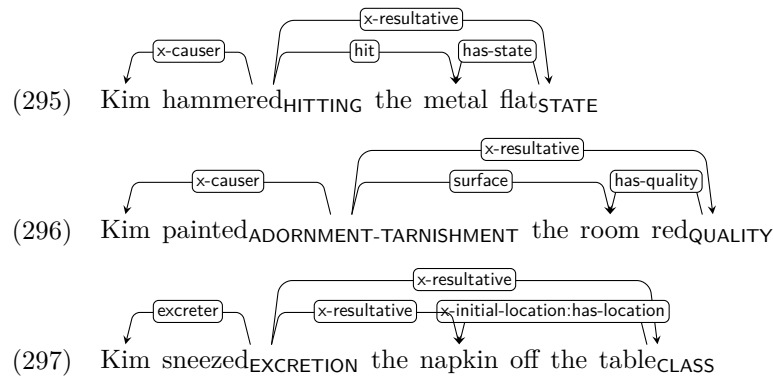 x-resultative
x-causer hit has-state
(295) Kim hammeredHITTING the metal flatSTATE
x-resultative
x-causer surface has-quality
(296) Kim paintedADORNMENT-TARNISHMENT the room redQUALITY
x-resultative
excreter x-resultative x-initial-location:has-location
(297) Kim sneezedEXCRETION the napkin off the tableCLASS